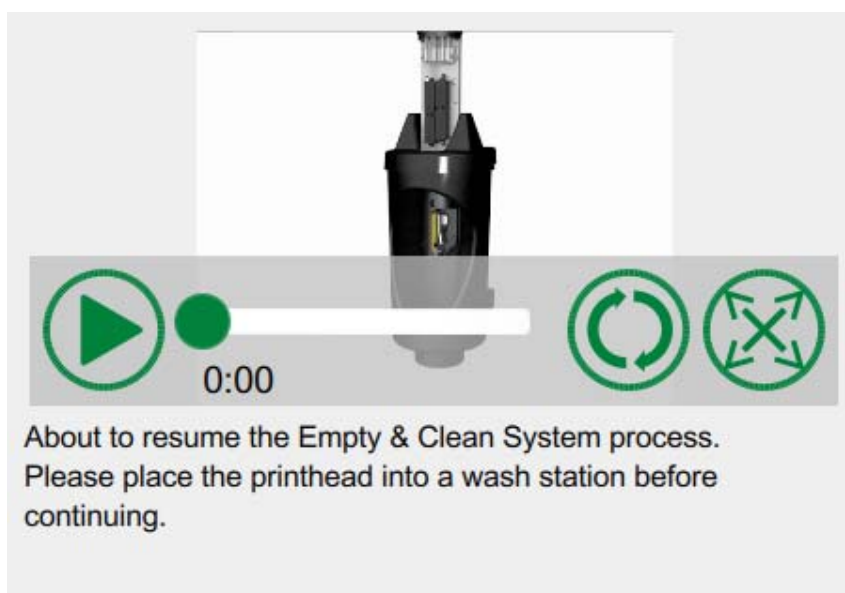 0:00
About to resume the Empty & Clean System process.
Please place the printhead into a wash station before
continuing.